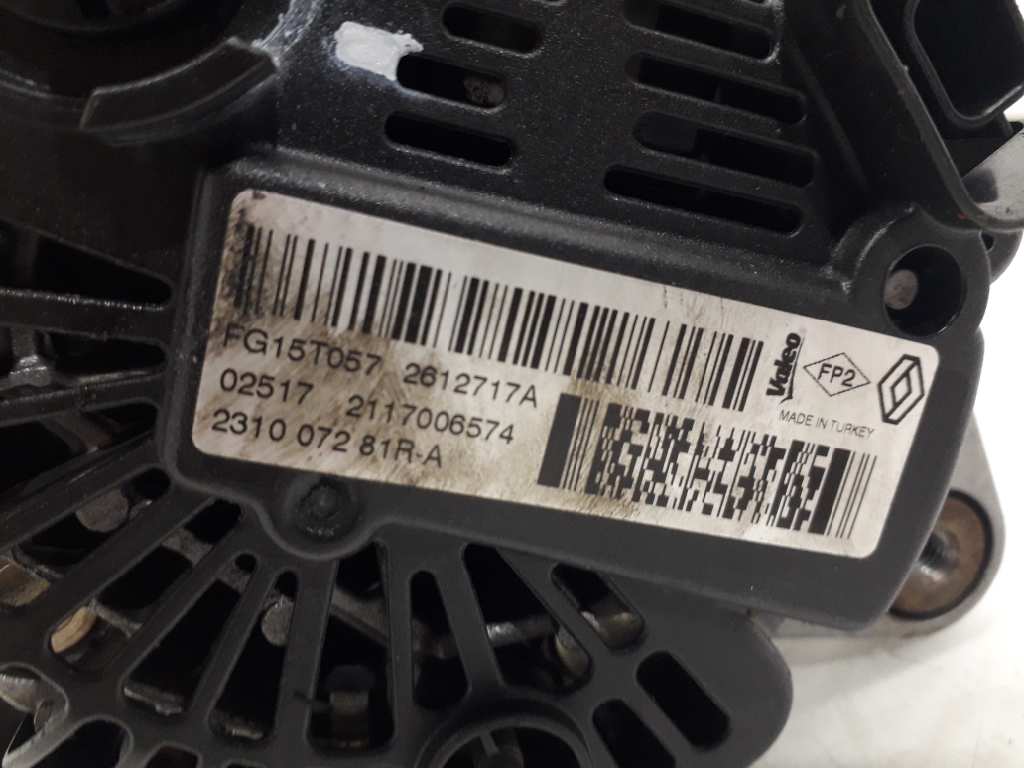 FG15T057 2612717A
02517 2117006574
2310 072 81R-A
Valeo
FP2
MADE IN TURKEY